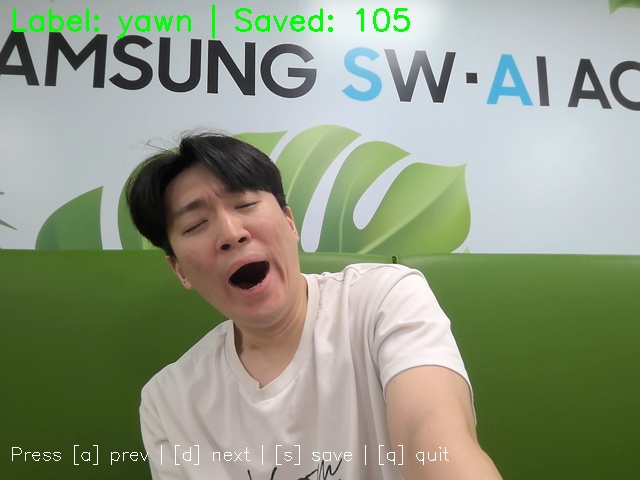 Label: yawn | Saved: 105
AMSUNG SW·AI AC
Press [a] prev | [d] next | [s] save | [q] quit